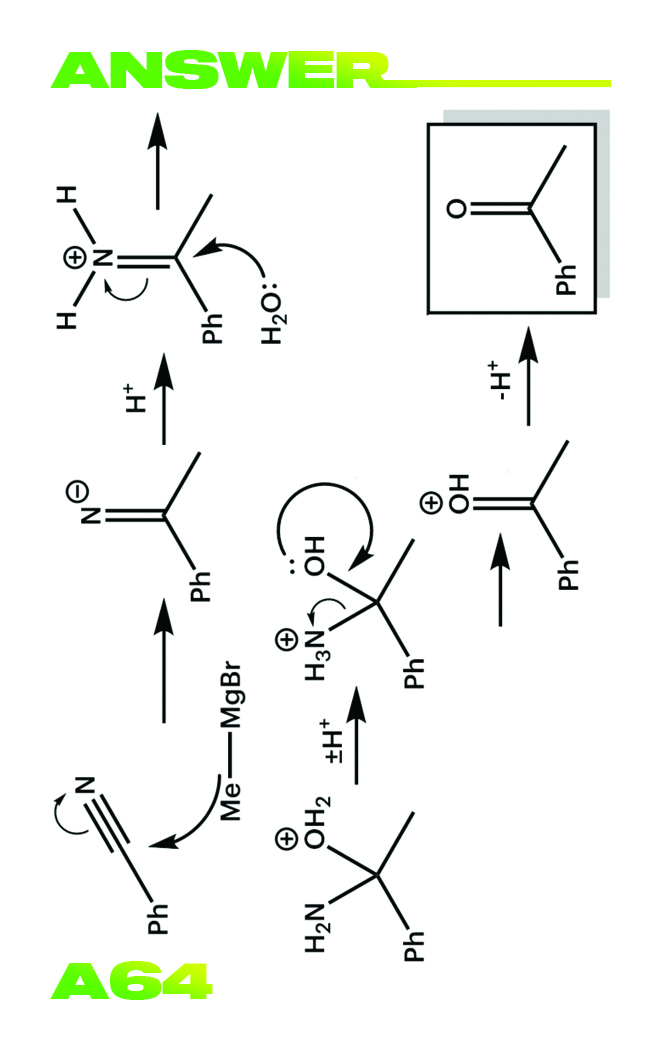 ANSWER
Ph
N
Me
MgBr
N
⊖
Ph
H⁺
H
H
N
⊕
Ph
H₂O:
H₂N
⊕
OH₂
Ph
±H⁺
⊕
H₃N
:
OH
Ph
⊕
OH
Ph
-H⁺
O
Ph
A64